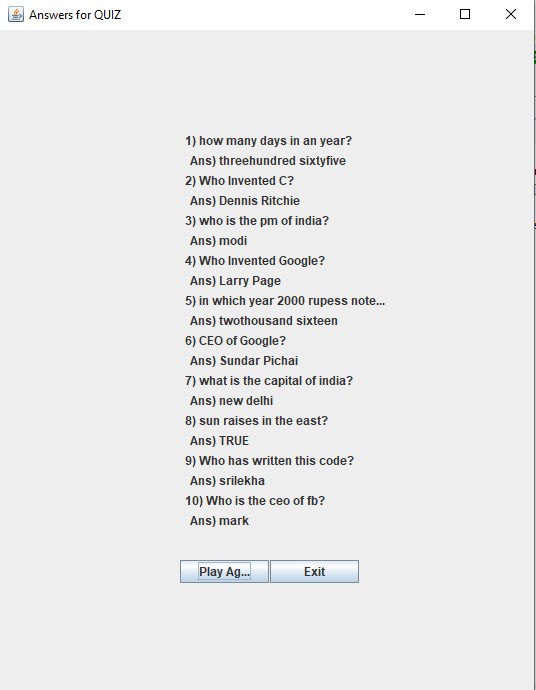 Answers for QUIZ
1) how many days in an year?
Ans) threehundred sixtyfive
2) Who Invented C?
Ans) Dennis Ritchie
3) who is the pm of india?
Ans) modi
4) Who Invented Google?
Ans) Larry Page
5) in which year 2000 rupess note...
Ans) twothousand sixteen
6) CEO of Google?
Ans) Sundar Pichai
7) what is the capital of india?
Ans) new delhi
8) sun raises in the east?
Ans) TRUE
9) Who has written this code?
Ans) srilekha
10) Who is the ceo of fb?
Ans) mark
Play Ag... Exit